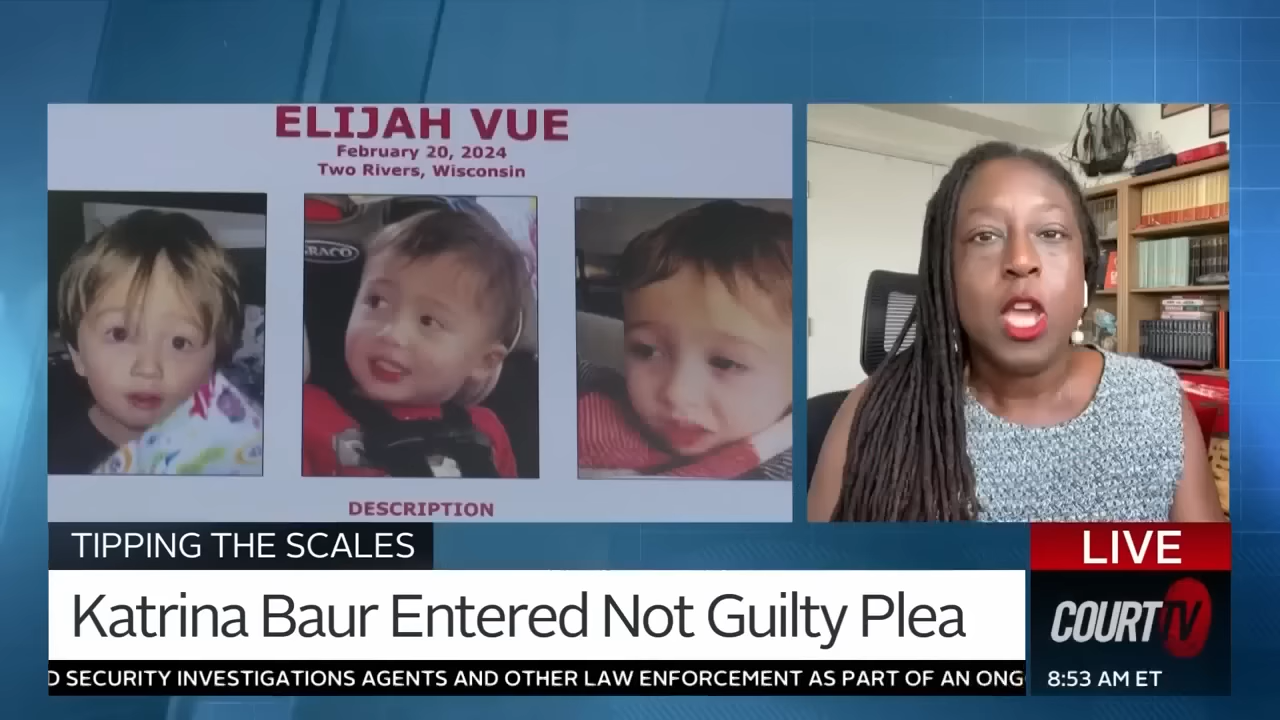 ELIJAH VUE
February 20, 2024
Two Rivers, Wisconsin
GRACO
DESCRIPTION
TIPPING THE SCALES
Katrina Baur Entered Not Guilty Plea
LIVE
COURT TV
D SECURITY INVESTIGATIONS AGENTS AND OTHER LAW ENFORCEMENT AS PART OF AN ONG
8:53 AM ET